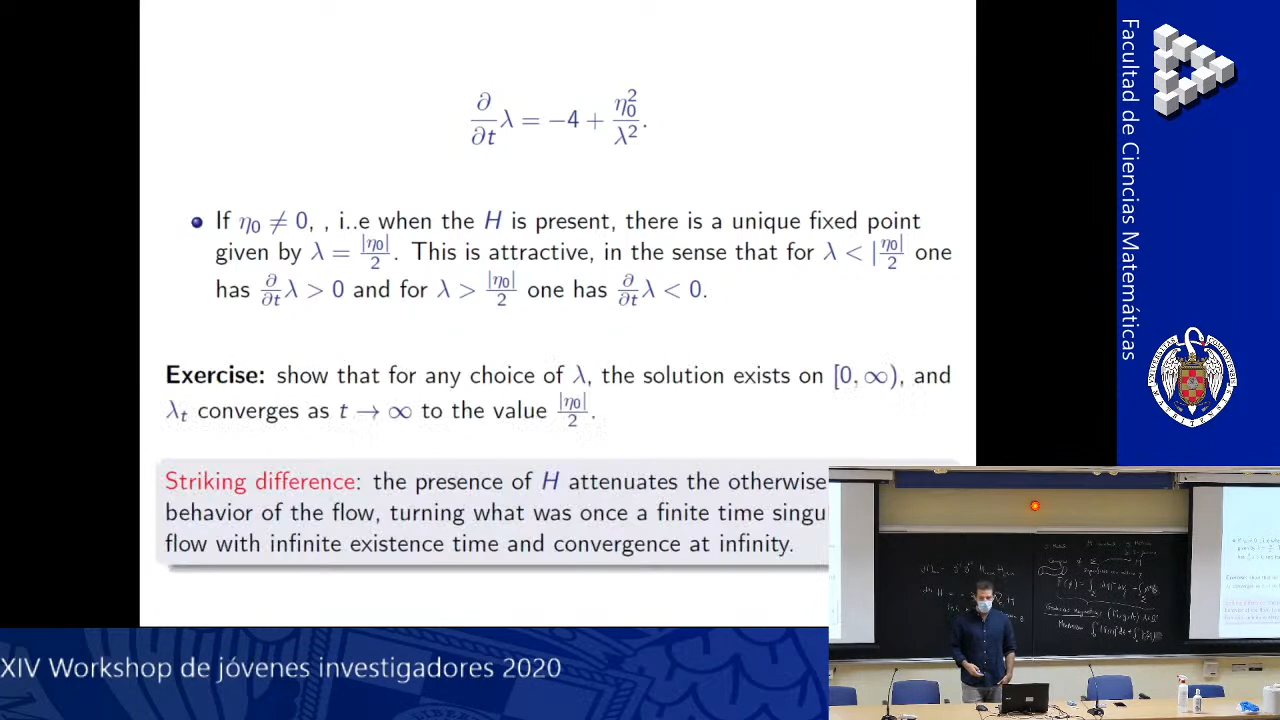 ∂/∂t λ = −4 + η₀²/λ².
• If η₀ ≠ 0, , i..e when the H is present, there is a unique fixed point
given by λ = |η₀|/2. This is attractive, in the sense that for λ < |η₀|/2 one
has ∂/∂t λ > 0 and for λ > |η₀|/2 one has ∂/∂t λ < 0.
Exercise: show that for any choice of λ, the solution exists on [0, ∞), and
λₜ converges as t → ∞ to the value |η₀|/2.
Striking difference: the presence of H attenuates the otherwise
behavior of the flow, turning what was once a finite time singu
flow with infinite existence time and convergence at infinity.
Facultad de Ciencias Matemáticas
XIV Workshop de jóvenes investigadores 2020